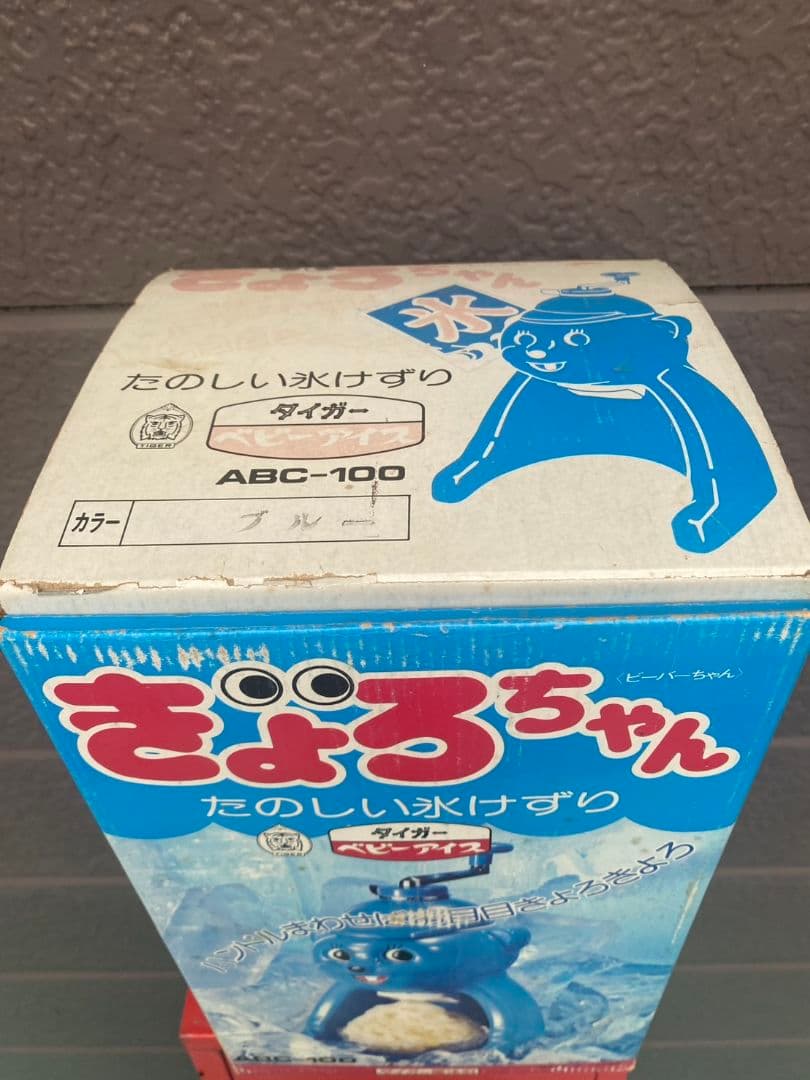 きょろちゃん
氷
たのしい氷けずり
タイガー
ベビーアイス
TIGER
ABC-100
カラー ブルー
きょろちゃん
〈ビーバーちゃん〉
たのしい氷けずり
タイガー
ベビーアイス
TIGER
ハンドルまわせば 目目きょろきょろ
ABC-100